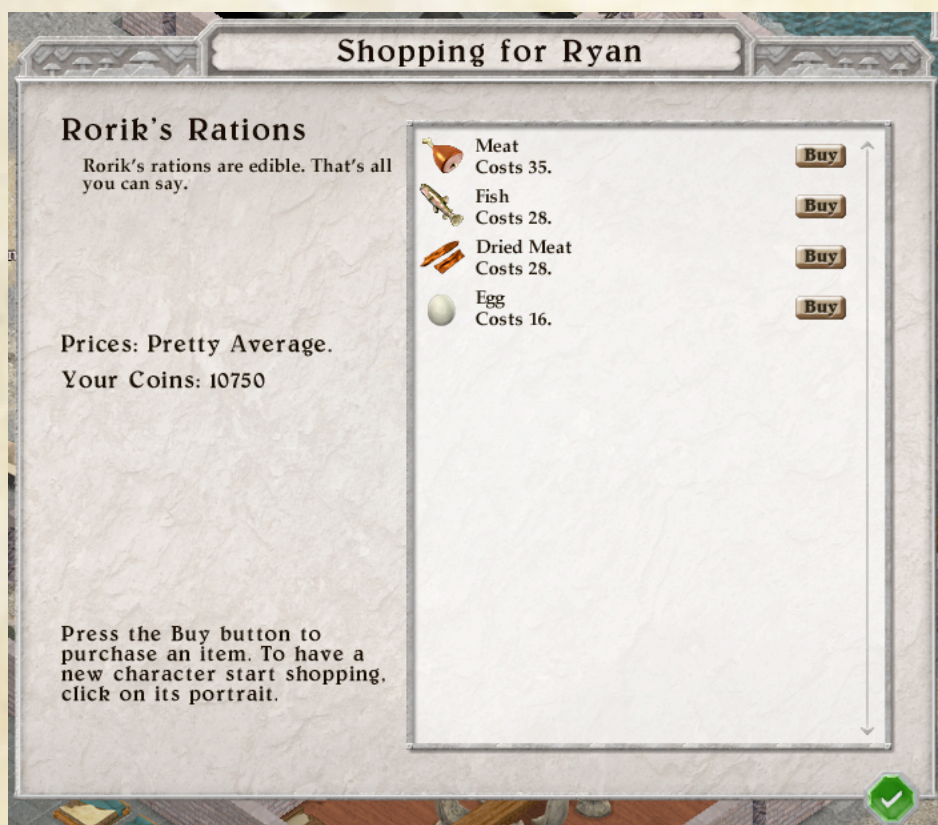 Shopping for Ryan
Rorik's Rations
Rorik's rations are edible. That's all
you can say.
Prices: Pretty Average.
Your Coins: 10750
Press the Buy button to
purchase an item. To have a
new character start shopping,
click on its portrait.
Meat
Costs 35.
Buy
Fish
Costs 28.
Buy
Dried Meat
Costs 28.
Buy
Egg
Costs 16.
Buy